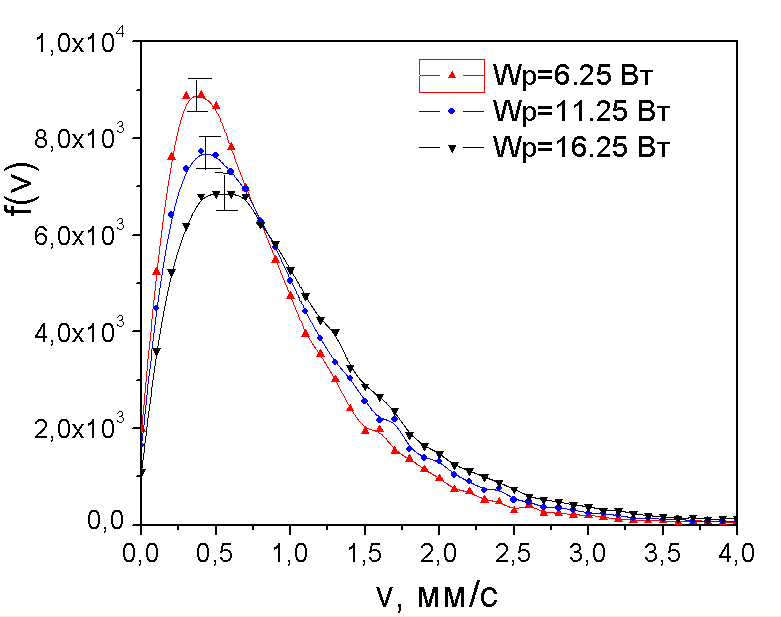 1,0x10⁴
8,0x10³
6,0x10³
4,0x10³
2,0x10³
0,0
f(v)
Wp=6.25 Вт
Wp=11.25 Вт
Wp=16.25 Вт
0,0 0,5 1,0 1,5 2,0 2,5 3,0 3,5 4,0
v, мм/с